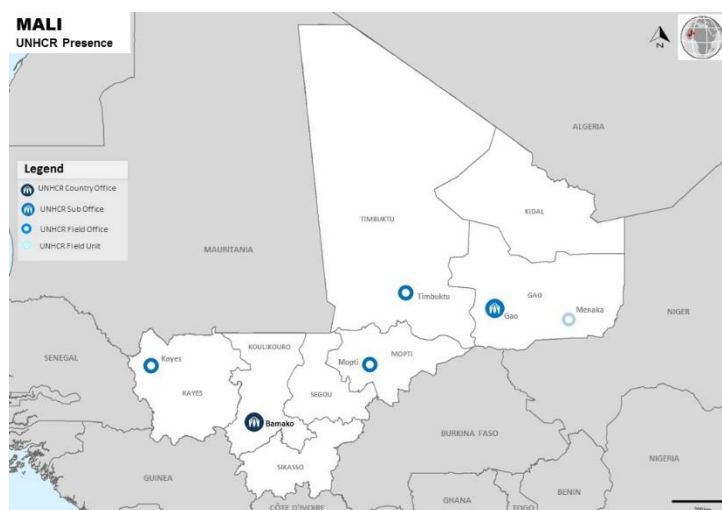 MALI
UNHCR Presence
N
ALGERIA
Legend
UNHCR Country Office
UNHCR Sub Office
UNHCR Field Office
UNHCR Field Unit
TIMBUKTU
KIDAL
MAURITANIA
Timbuktu
GAO
Gao
Menaka
NIGER
SENEGAL
Kayes
KOULIKOURO
Mopti
MOPTI
KAYES
SEGOU
Bamako
BURKINA FASO
SIKASSO
NIGERIA
GUINEA
BENIN
GHANA
TOGO
CÔTE D'IVOIRE